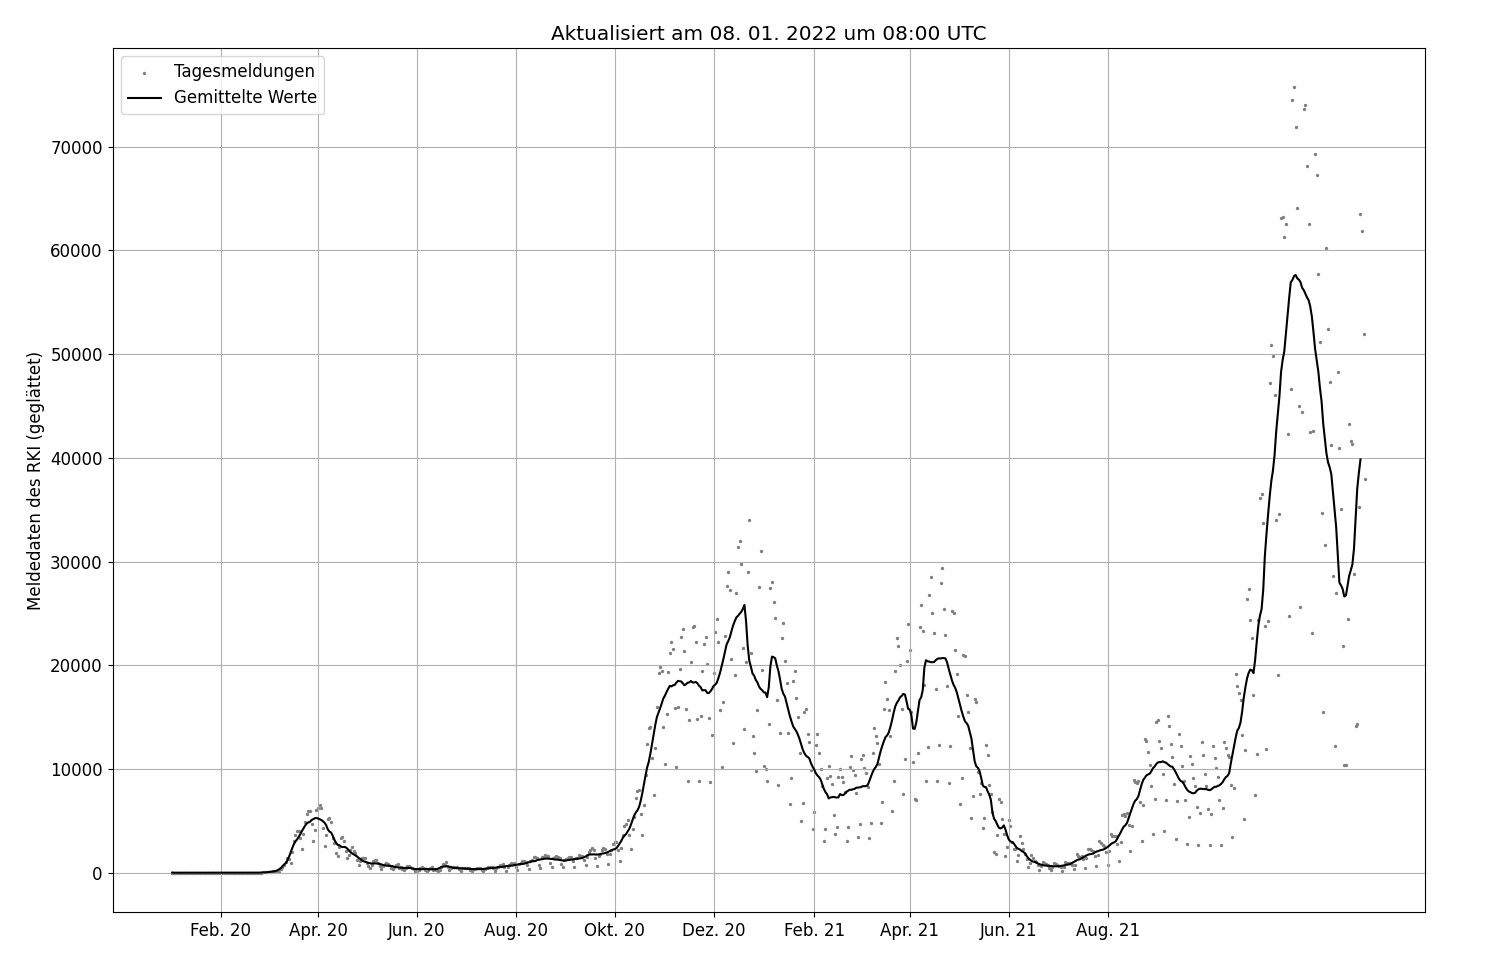 Aktualisiert am 08. 01. 2022 um 08:00 UTC
Tagesmeldungen
Gemittelte Werte
Meldedaten des RKI (geglättet)
70000
60000
50000
40000
30000
20000
10000
0
Feb. 20 Apr. 20 Jun. 20 Aug. 20 Okt. 20 Dez. 20 Feb. 21 Apr. 21 Jun. 21 Aug. 21